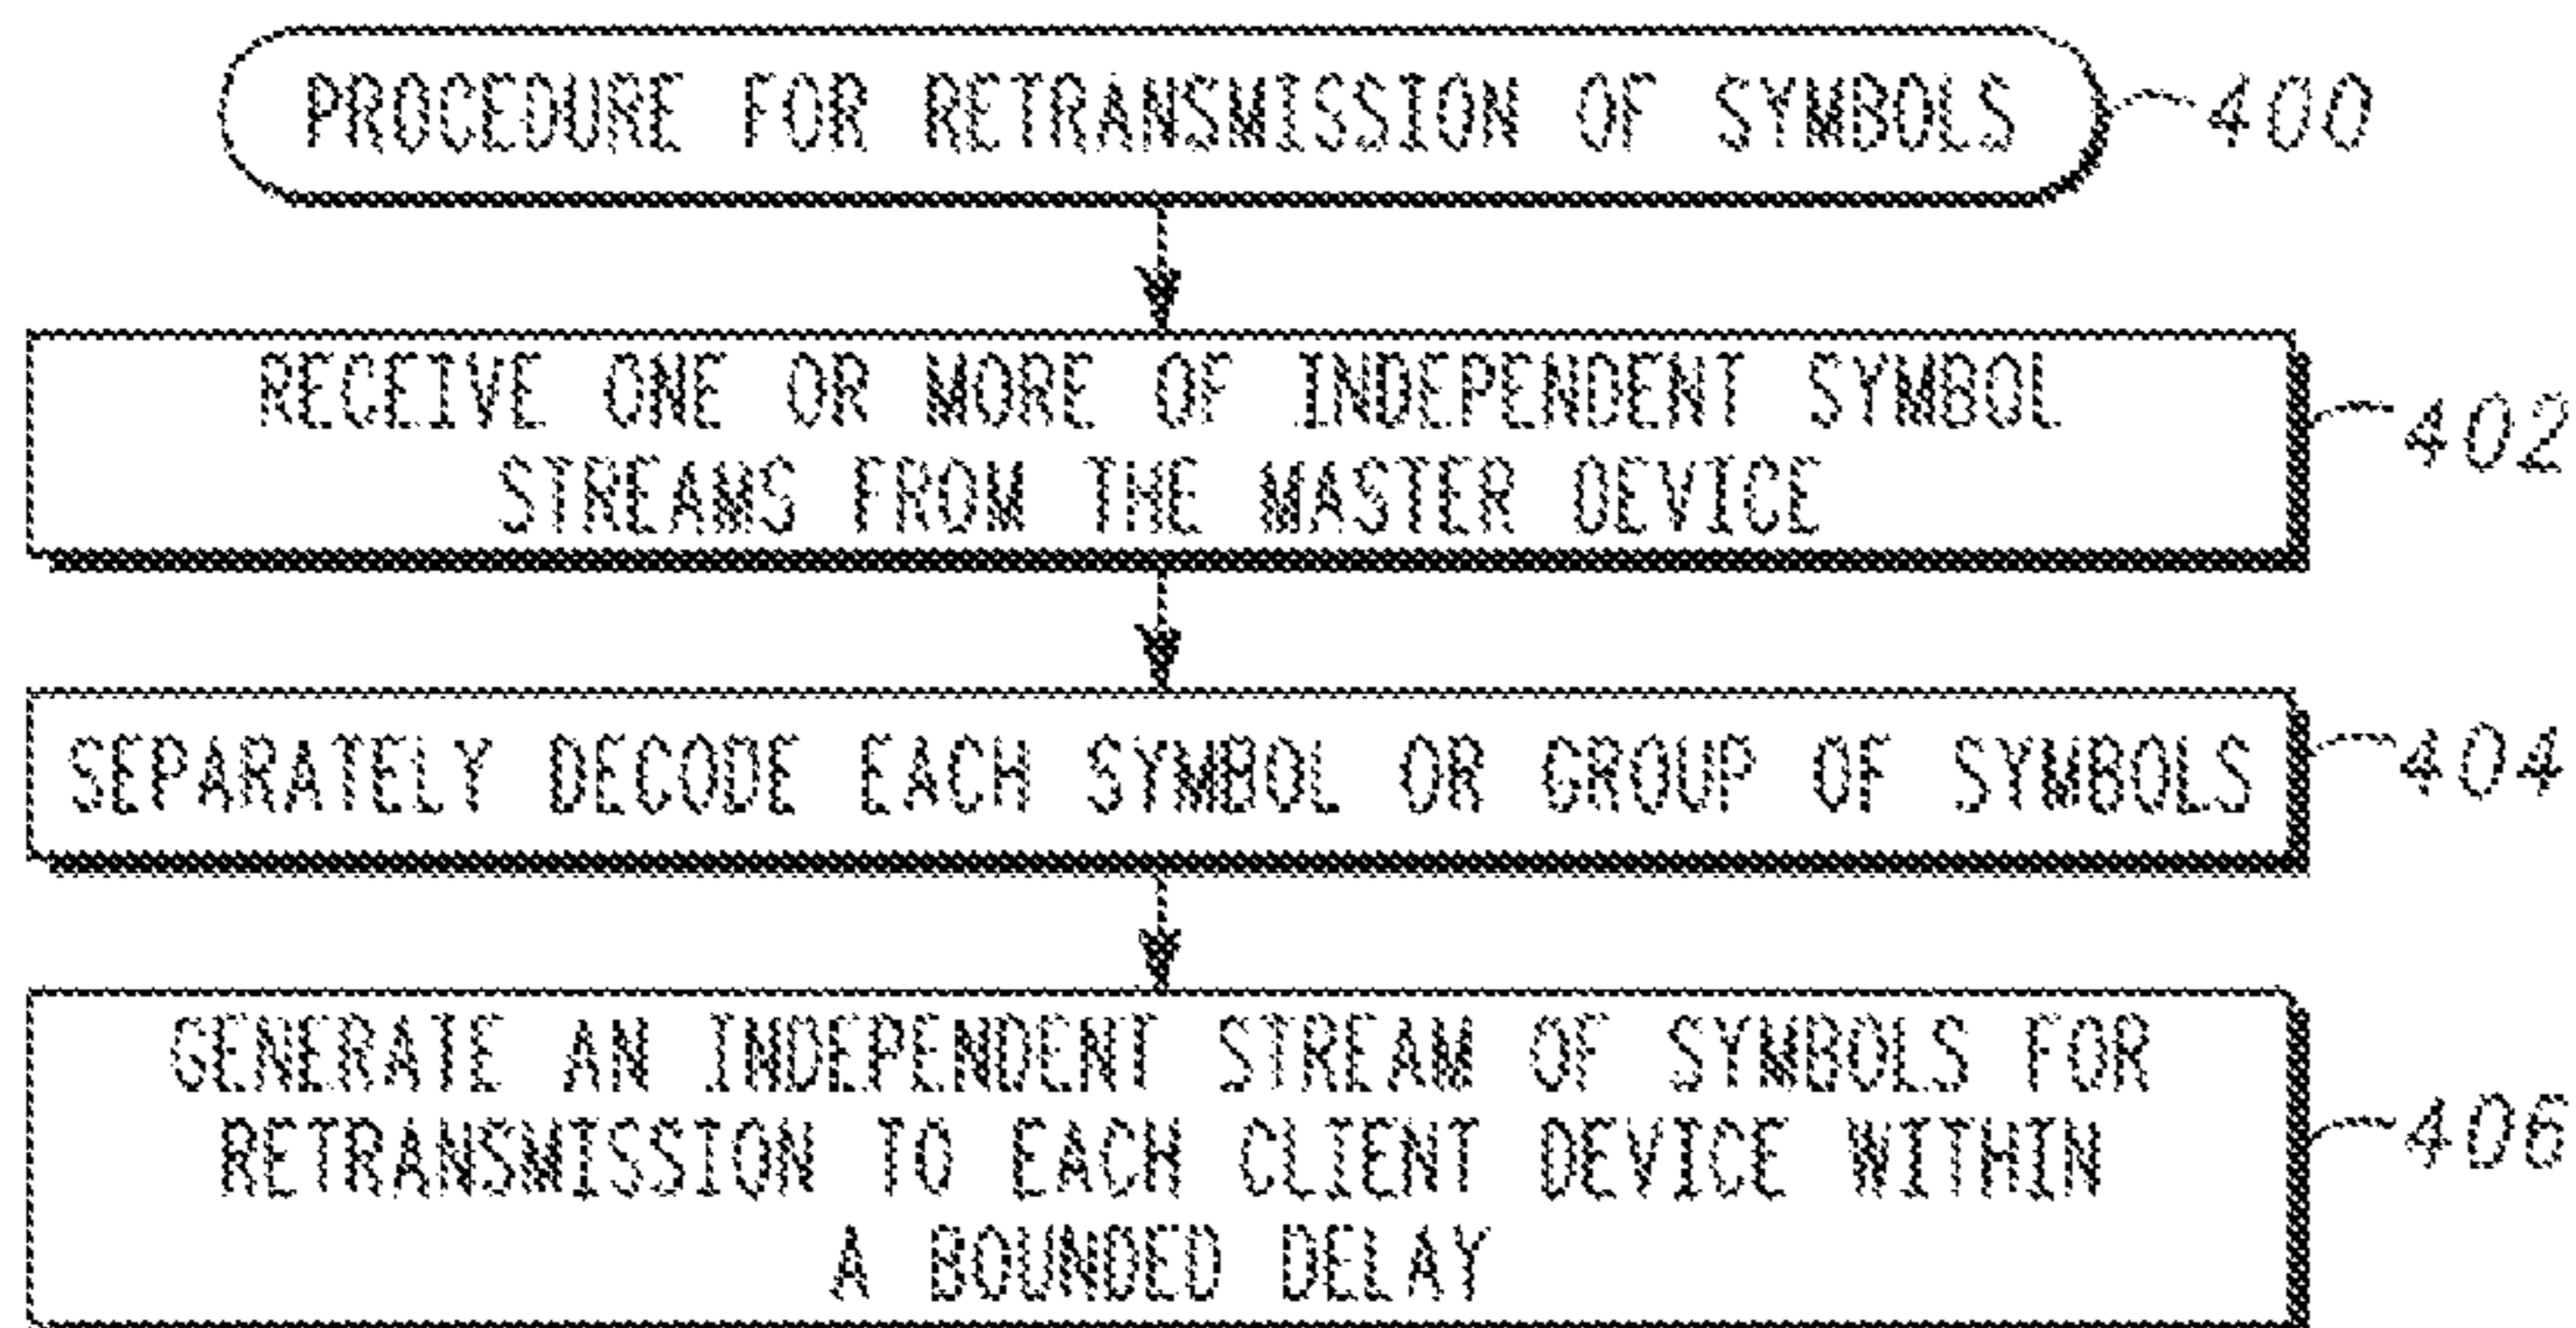 PROCEDURE FOR RETRANSMISSION OF SYMBOLS
400
RECEIVE ONE OR MORE OF INDEPENDENT SYMBOL
STREAMS FROM THE MASTER DEVICE
402
SEPARATELY DECODE EACH SYMBOL OR GROUP OF SYMBOLS
404
GENERATE AN INDEPENDENT STREAM OF SYMBOLS FOR
RETRANSMISSION TO EACH CLIENT DEVICE WITHIN
A BOUNDED DELAY
406